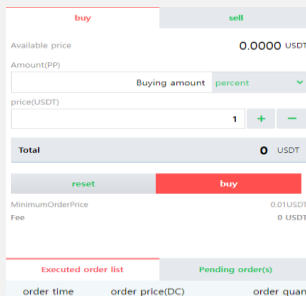 buy sell
Available price 0.0000 USDT
Amount(PP)
Buying amount percent
price(USDT)
1 + −
Total 0 USDT
reset buy
MinimumOrderPrice 0.01USDT
Fee 0 USDT
Executed order list Pending order(s)
order time order price(DC) order quan